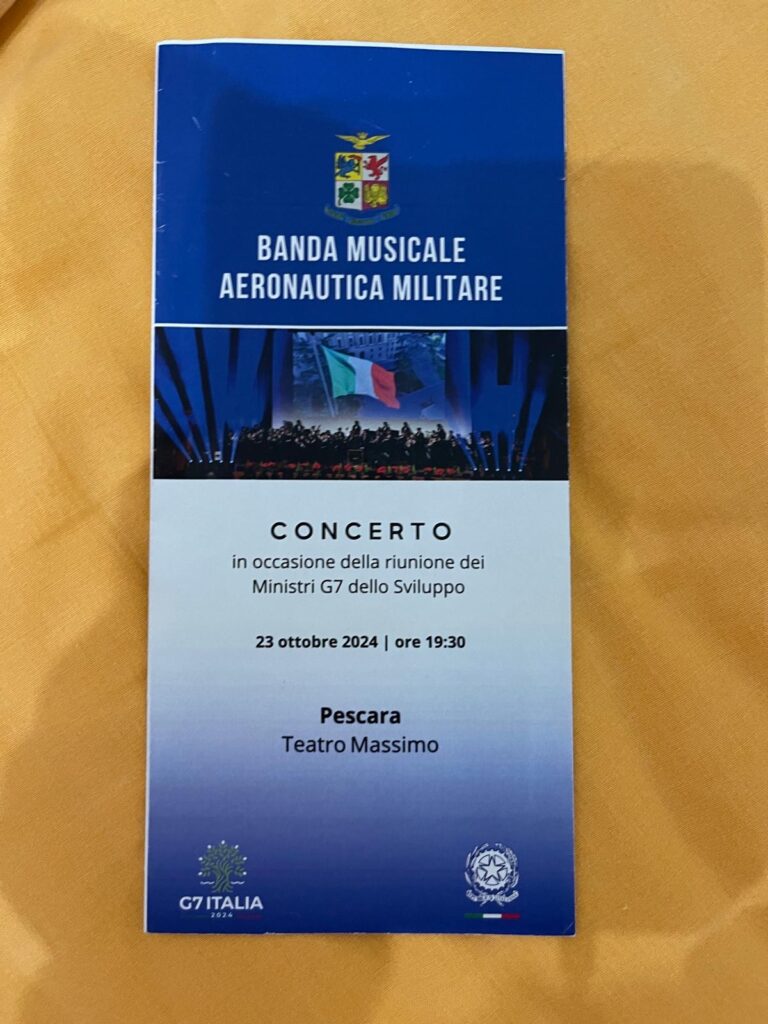 BANDA MUSICALE
AERONAUTICA MILITARE
CONCERTO
in occasione della riunione dei
Ministri G7 dello Sviluppo
23 ottobre 2024 | ore 19:30
Pescara
Teatro Massimo
G7 ITALIA
2024